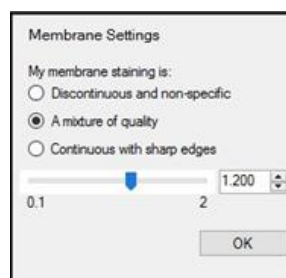 Membrane Settings
My membrane staining is:
Discontinuous and non-specific
A mixture of quality
Continuous with sharp edges
1.200
0.1 2
OK